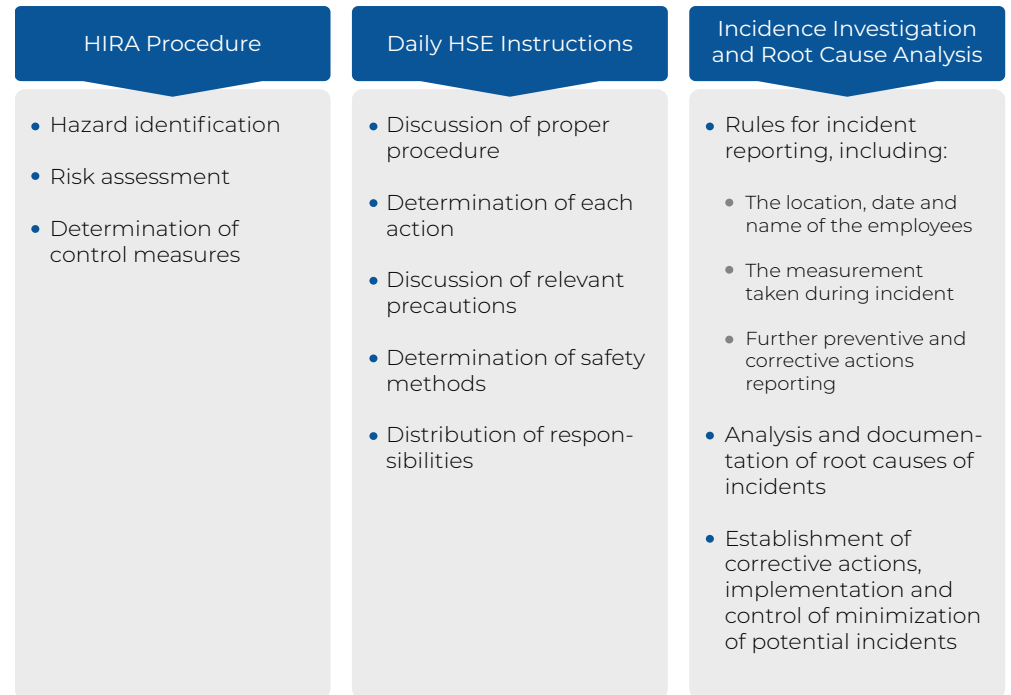 HIRA Procedure
Hazard identification
Risk assessment
Determination of
control measures
Daily HSE Instructions
Discussion of proper
procedure
Determination of each
action
Discussion of relevant
precautions
Determination of safety
methods
Distribution of respon-
sibilities
Incidence Investigation
and Root Cause Analysis
Rules for incident
reporting, including:
The location, date and
name of the employees
The measurement
taken during incident
Further preventive and
corrective actions
reporting
Analysis and documen-
tation of root causes of
incidents
Establishment of
corrective actions,
implementation and
control of minimization
of potential incidents